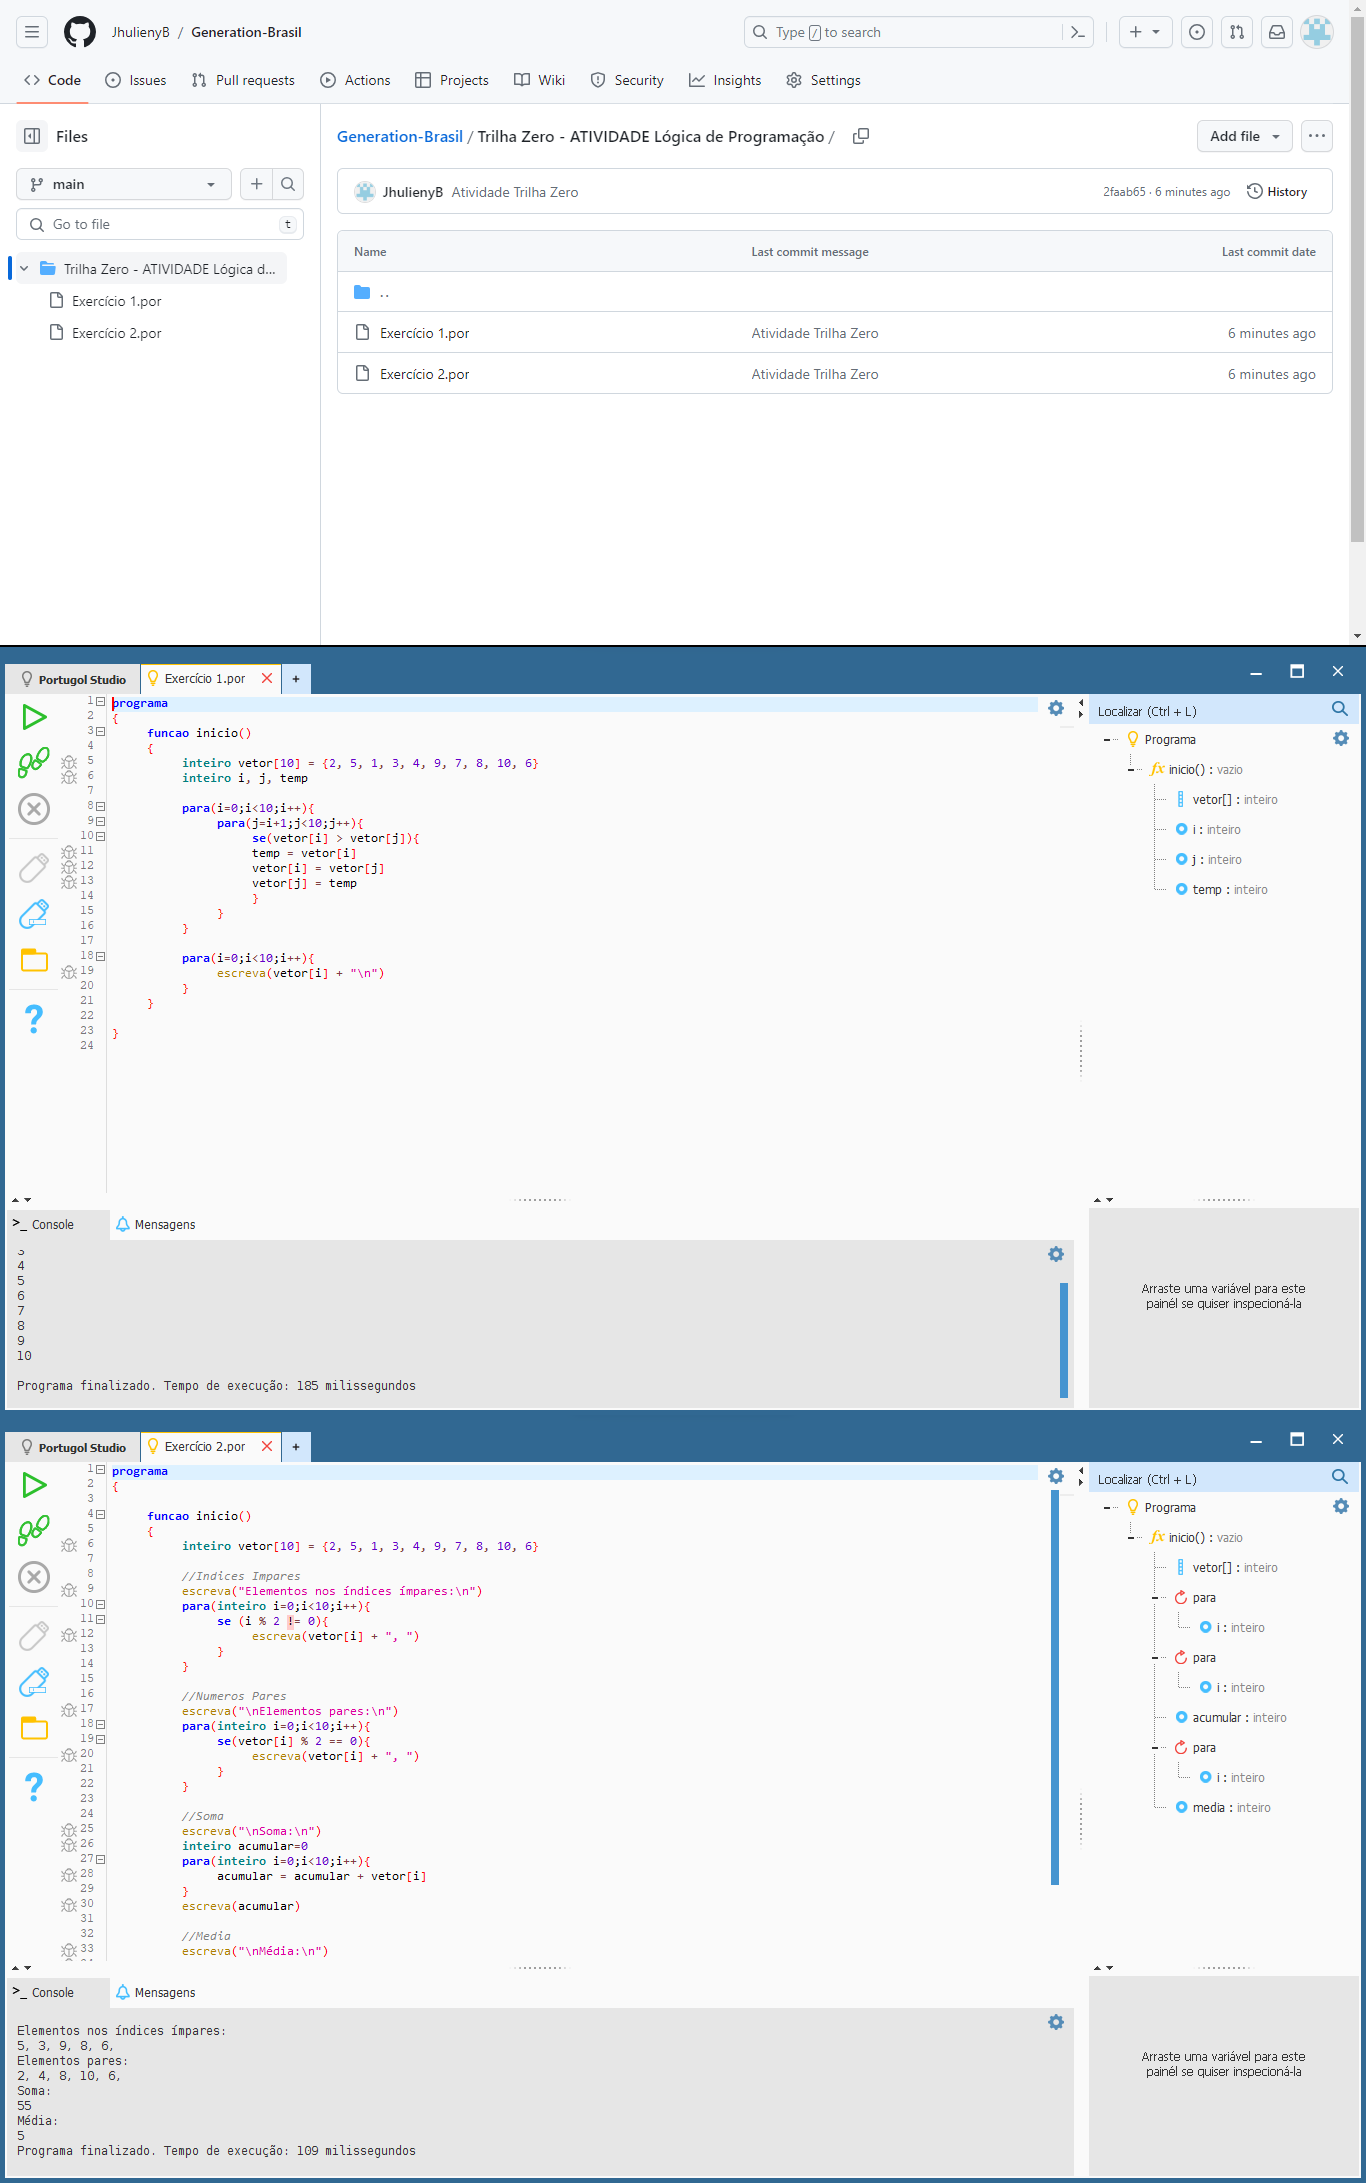 JhulienyB / Generation-Brasil
Type / to search
Code Issues Pull requests Actions Projects Wiki Security Insights Settings
Files
main
Go to file t
Trilha Zero - ATIVIDADE Lógica d...
Exercício 1.por
Exercício 2.por
Generation-Brasil / Trilha Zero - ATIVIDADE Lógica de Programação /
Add file
JhulienyB Atividade Trilha Zero 2faab65 · 6 minutes ago History
Name Last commit message Last commit date
..
Exercício 1.por Atividade Trilha Zero 6 minutes ago
Exercício 2.por Atividade Trilha Zero 6 minutes ago
Portugol Studio Exercício 1.por +
1 programa
2 {
3 funcao inicio()
4 {
5 inteiro vetor[10] = {2, 5, 1, 3, 4, 9, 7, 8, 10, 6}
6 inteiro i, j, temp
7
8 para(i=0;i<10;i++){
9 para(j=i+1;j<10;j++){
10 se(vetor[i] > vetor[j]){
11 temp = vetor[i]
12 vetor[i] = vetor[j]
13 vetor[j] = temp
14 }
15 }
16 }
17
18 para(i=0;i<10;i++){
19 escreva(vetor[i] + "\n")
20 }
21 }
22
23 }
24
Localizar (Ctrl + L)
Programa
fx inicio() : vazio
vetor[] : inteiro
i : inteiro
j : inteiro
temp : inteiro
>_ Console Mensagens
3
4
5
6
7
8
9
10
Programa finalizado. Tempo de execução: 185 milissegundos
Arraste uma variável para este
painél se quiser inspecioná-la
Portugol Studio Exercício 2.por +
1 programa
2 {
3
4 funcao inicio()
5 {
6 inteiro vetor[10] = {2, 5, 1, 3, 4, 9, 7, 8, 10, 6}
7
8 //Indices Impares
9 escreva("Elementos nos índices ímpares:\n")
10 para(inteiro i=0;i<10;i++){
11 se (i % 2 != 0){
12 escreva(vetor[i] + ", ")
13 }
14 }
15
16 //Numeros Pares
17 escreva("\nElementos pares:\n")
18 para(inteiro i=0;i<10;i++){
19 se(vetor[i] % 2 == 0){
20 escreva(vetor[i] + ", ")
21 }
22 }
23
24 //Soma
25 escreva("\nSoma:\n")
26 inteiro acumular=0
27 para(inteiro i=0;i<10;i++){
28 acumular = acumular + vetor[i]
29 }
30 escreva(acumular)
31
32 //Media
33 escreva("\nMédia:\n")
Localizar (Ctrl + L)
Programa
fx inicio() : vazio
vetor[] : inteiro
para
i : inteiro
para
i : inteiro
acumular : inteiro
para
i : inteiro
media : inteiro
>_ Console Mensagens
Elementos nos índices ímpares:
5, 3, 9, 8, 6,
Elementos pares:
2, 4, 8, 10, 6,
Soma:
55
Média:
5
Programa finalizado. Tempo de execução: 109 milissegundos
Arraste uma variável para este
painél se quiser inspecioná-la